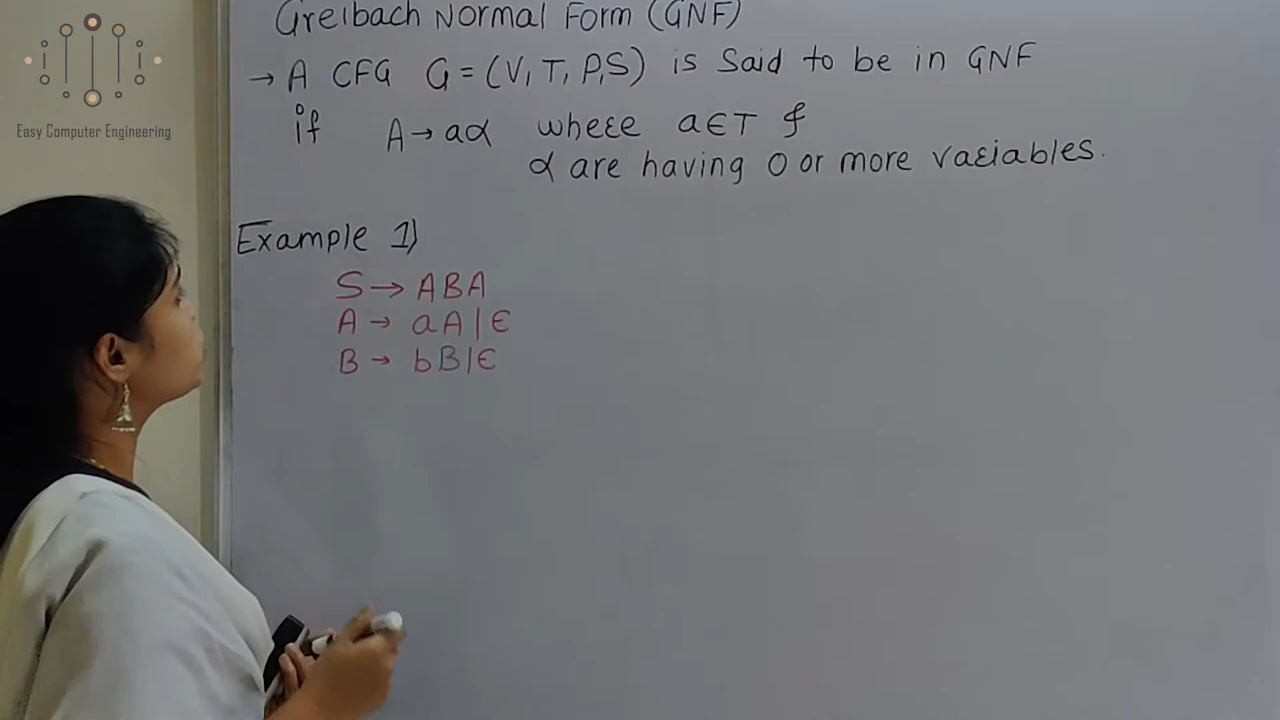 Greibach Normal Form (GNF)
→ A CFG G = (V, T, P, S) is Said to be in GNF
if A → aα where a∈T &
α are having 0 or more variables.
Example 1)
S → ABA
A → aA | ∈
B → bB | ∈
Easy Computer Engineering